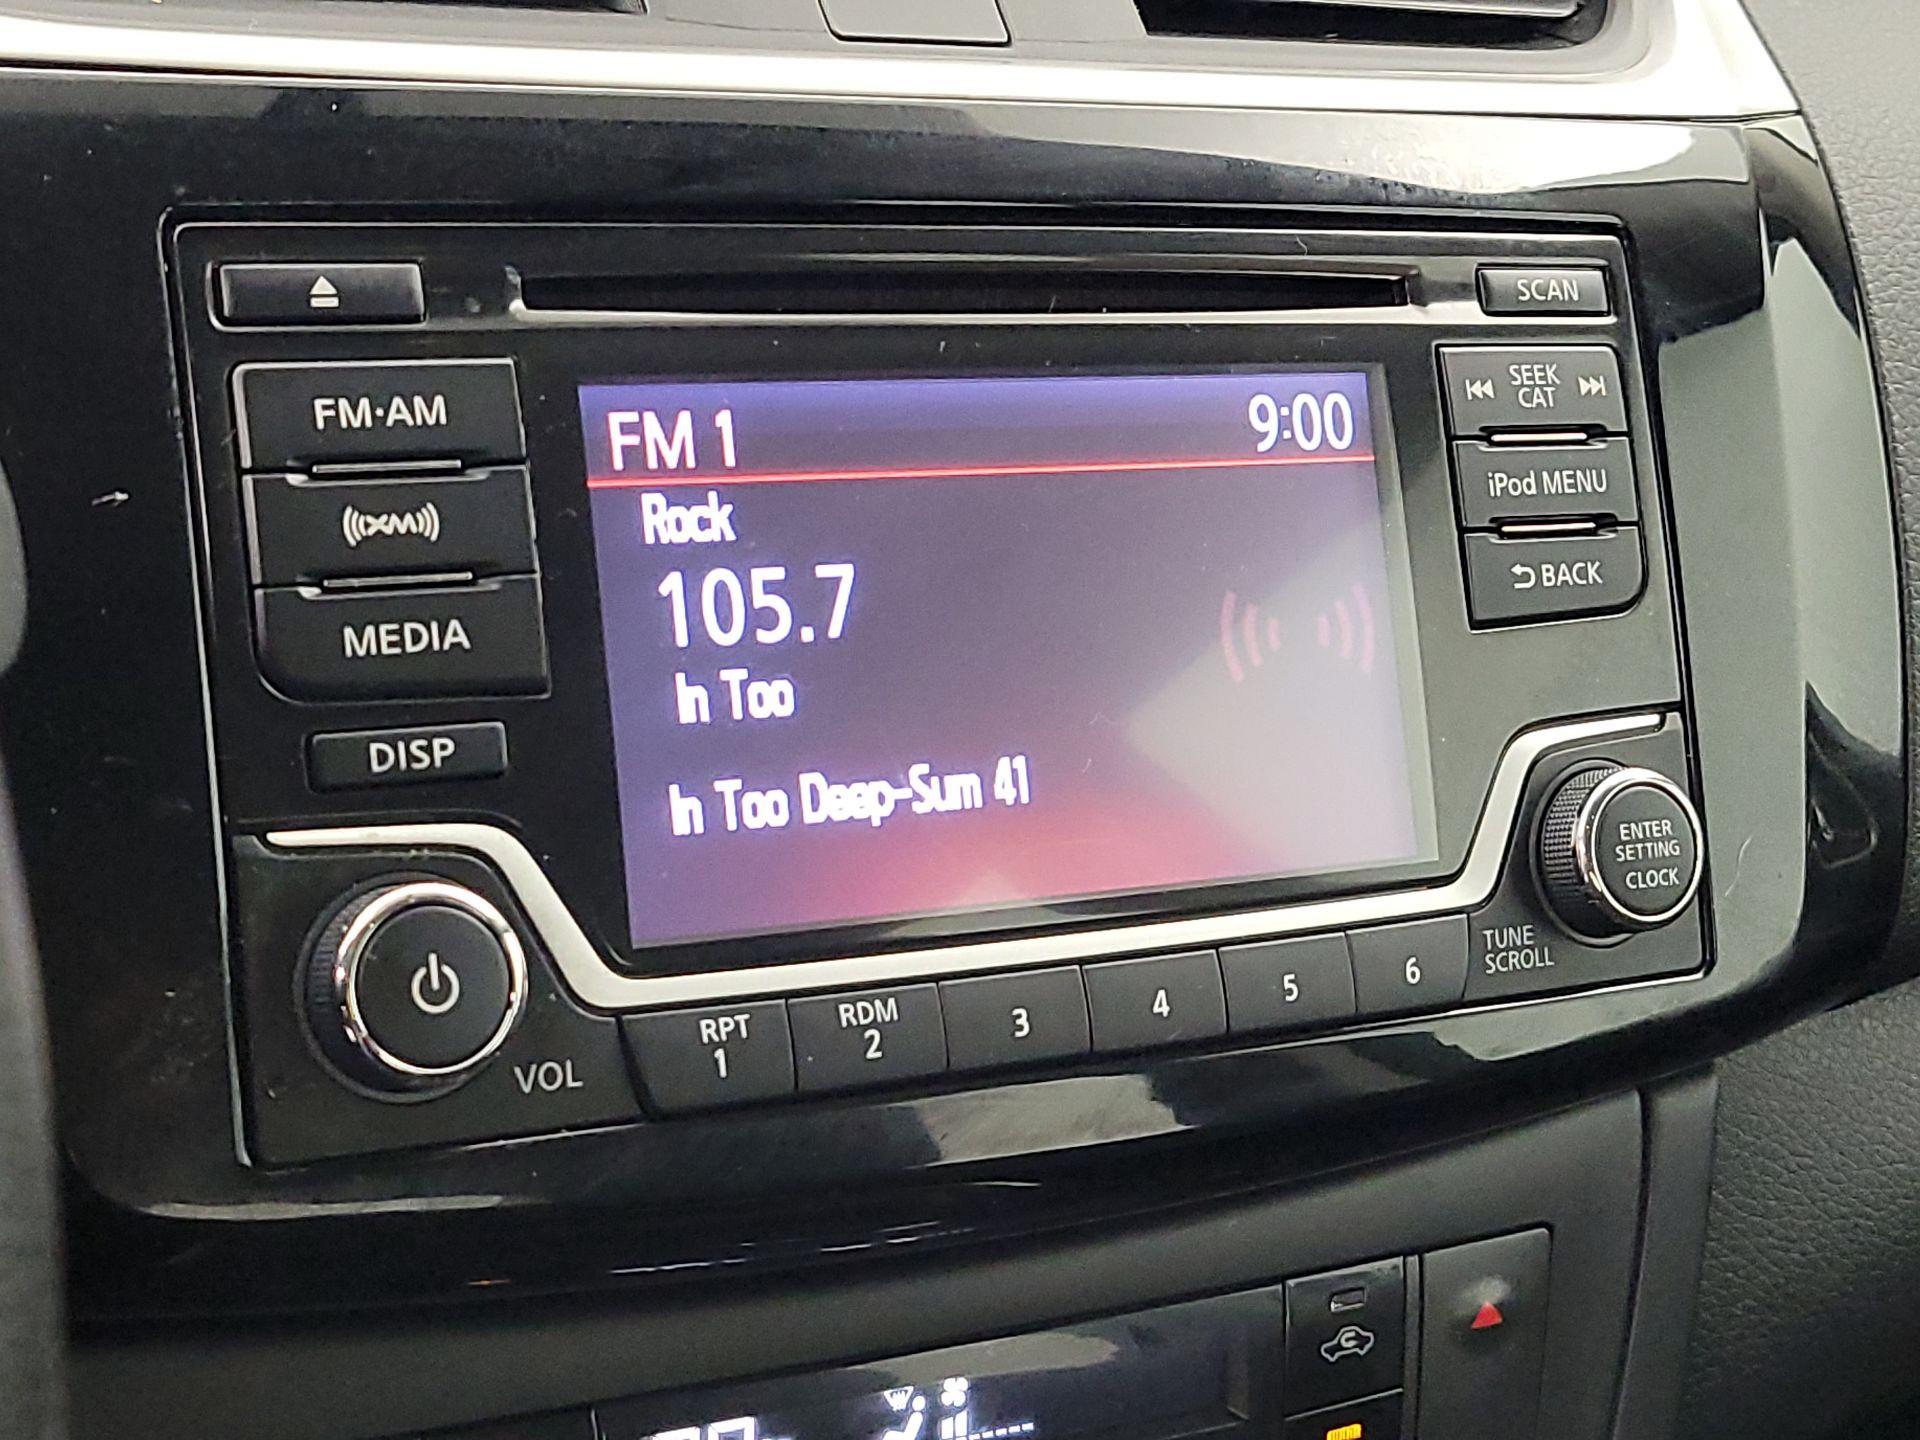 SCAN
FM·AM
XM
MEDIA
DISP
FM 1 9:00
Rock
105.7
In Too
In Too Deep-Sum 41
SEEK
CAT
iPod MENU
BACK
ENTER
SETTING
CLOCK
TUNE
SCROLL
VOL
RPT
1
RDM
2
3
4
5
6